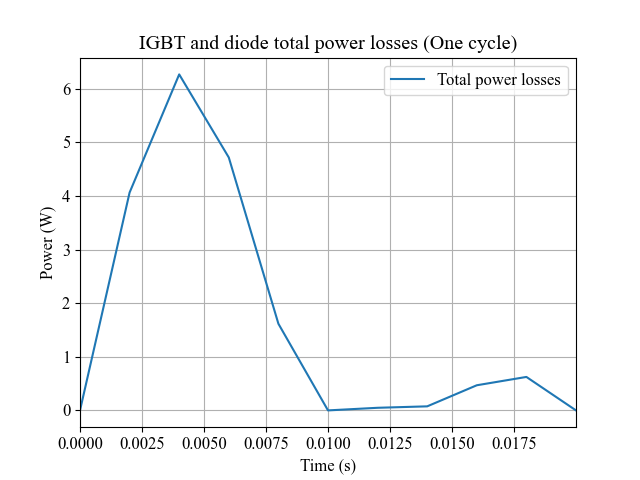 IGBT and diode total power losses (One cycle)
Total power losses
Power (W)
6
5
4
3
2
1
0
0.0000 0.0025 0.0050 0.0075 0.0100 0.0125 0.0150 0.0175
Time (s)